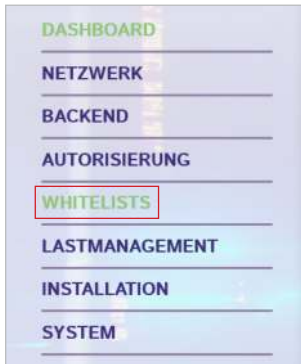 DASHBOARD
NETZWERK
BACKEND
AUTORISIERUNG
WHITELISTS
LASTMANAGEMENT
INSTALLATION
SYSTEM